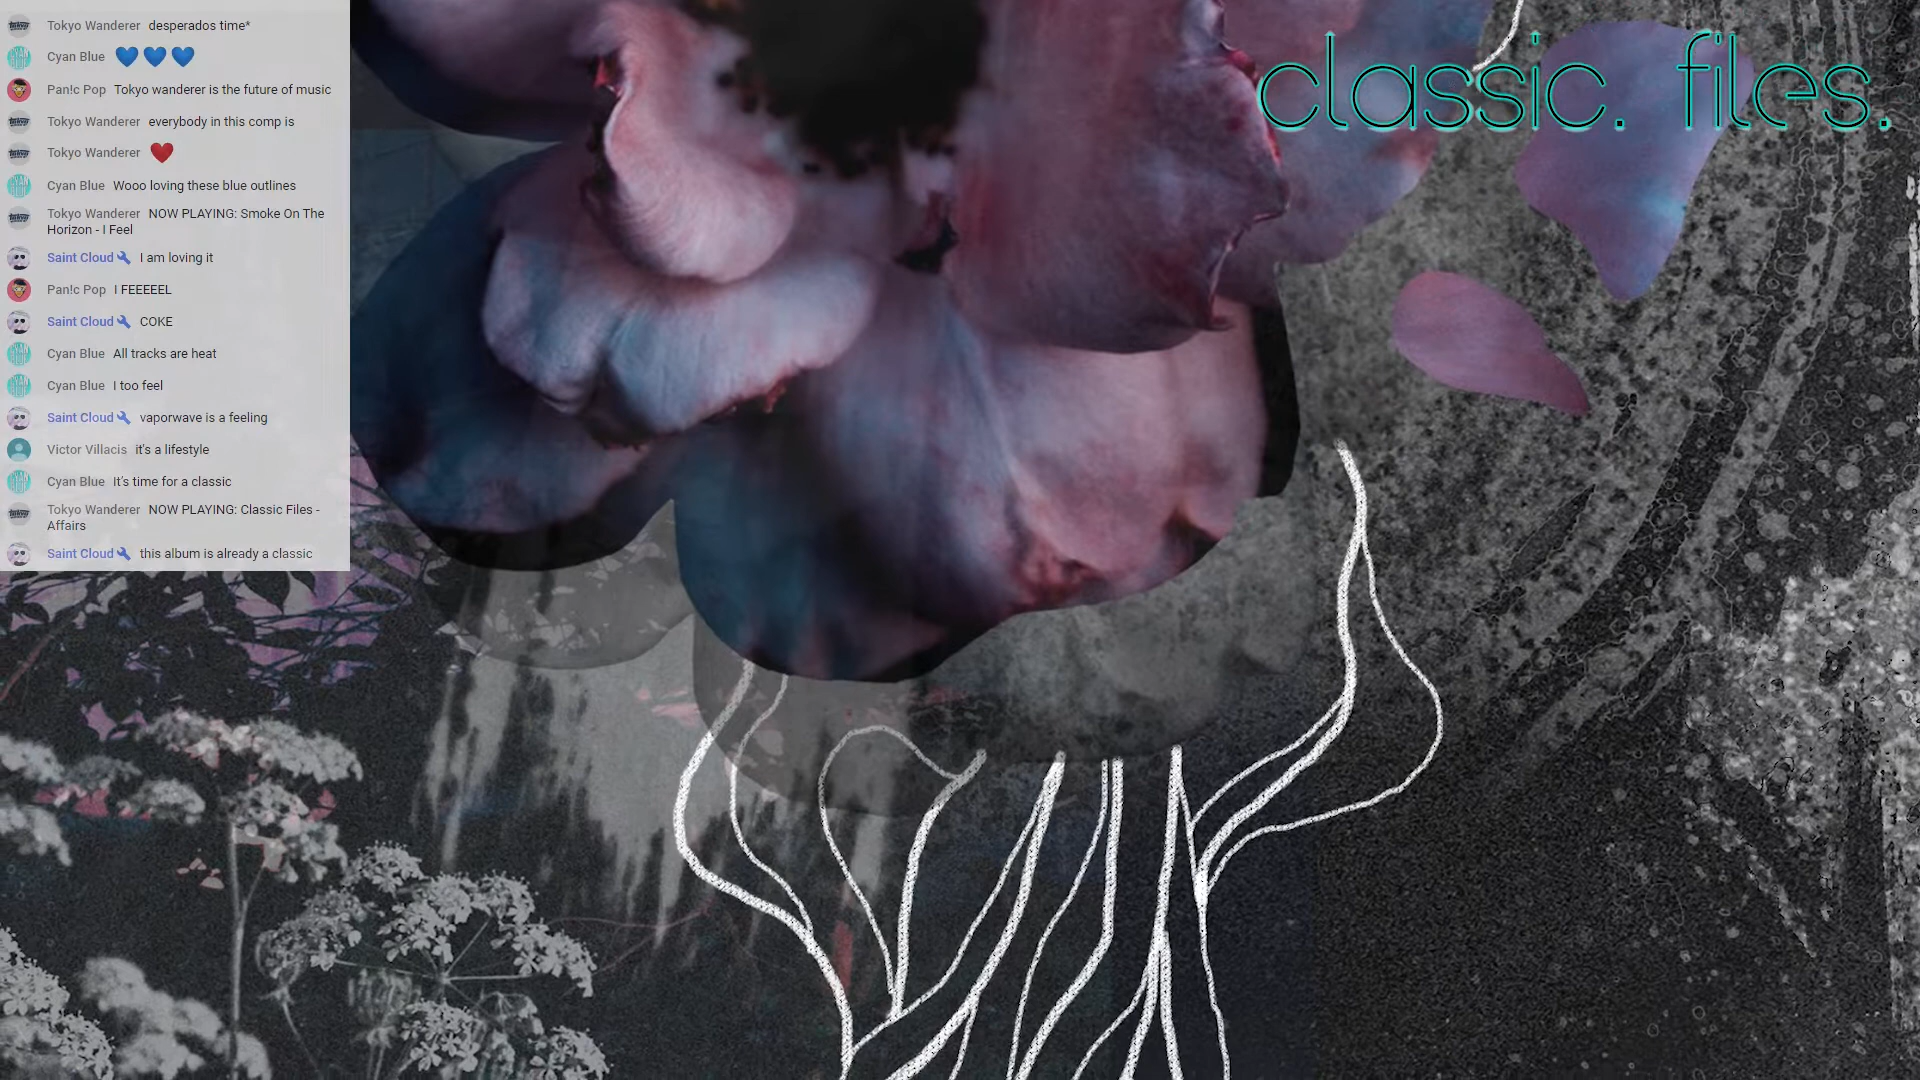 Tokyo Wanderer desperados time*
Cyan Blue 💙 💙 💙
Pan!c Pop Tokyo wanderer is the future of music
Tokyo Wanderer everybody in this comp is
Tokyo Wanderer ❤️
Cyan Blue Wooo loving these blue outlines
Tokyo Wanderer NOW PLAYING: Smoke On The
Horizon - I Feel
Saint Cloud I am loving it
Pan!c Pop I FEEEEEL
Saint Cloud COKE
Cyan Blue All tracks are heat
Cyan Blue I too feel
Saint Cloud vaporwave is a feeling
Victor Villacis it's a lifestyle
Cyan Blue It's time for a classic
Tokyo Wanderer NOW PLAYING: Classic Files -
Affairs
Saint Cloud this album is already a classic
classic. files.